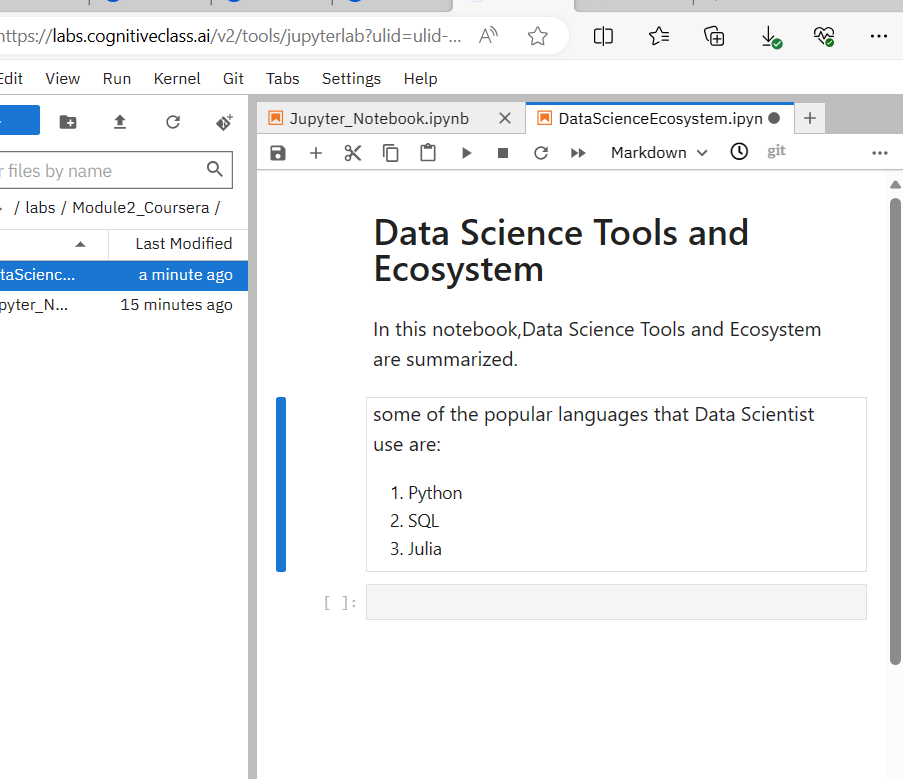 https://labs.cognitiveclass.ai/v2/tools/jupyterlab?ulid=ulid-...
Edit View Run Kernel Git Tabs Settings Help
Jupyter_Notebook.ipynb
DataScienceEcosystem.ipyn
Markdown
git
r files by name
/ labs / Module2_Coursera /
Last Modified
taScienc... a minute ago
pyter_N... 15 minutes ago
Data Science Tools and
Ecosystem
In this notebook,Data Science Tools and Ecosystem
are summarized.
some of the popular languages that Data Scientist
use are:
1. Python
2. SQL
3. Julia
[ ]: